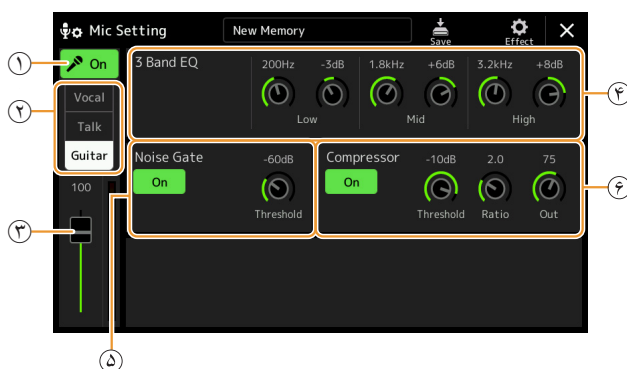 Mic Setting
New Memory
Save
Effect
۱
On
۲
Vocal
Talk
Guitar
100
۳
3 Band EQ
200Hz -3dB 1.8kHz +6dB 3.2kHz +8dB
Low Mid High
۴
Noise Gate
On
-60dB
Threshold
۵
Compressor
On
-10dB 2.0 75
Threshold Ratio Out
۶